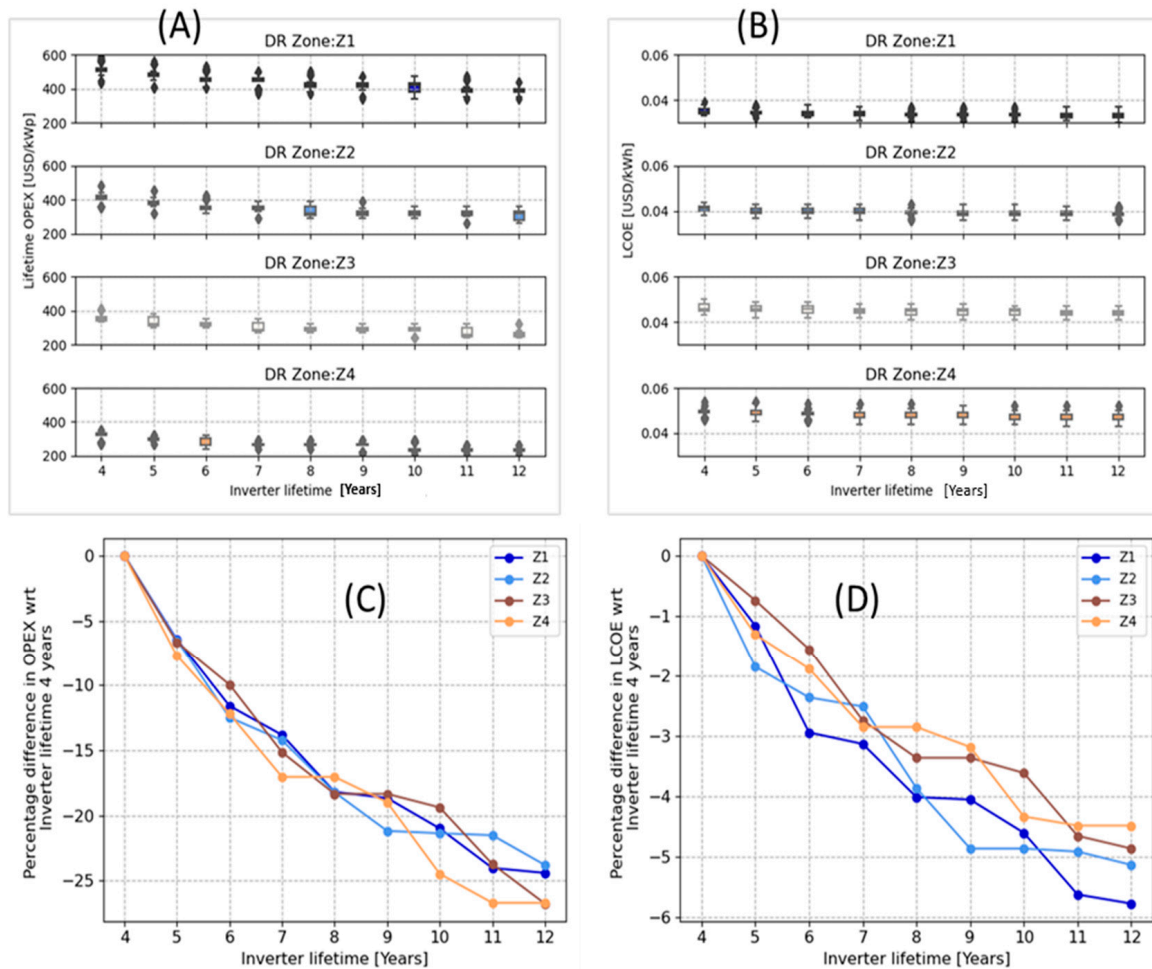 (A)
DR Zone:Z1
600
400
200
DR Zone:Z2
600
400
200
DR Zone:Z3
600
400
200
DR Zone:Z4
600
400
200
4 5 6 7 8 9 10 11 12
Inverter lifetime [Years]
Lifetime OPEX [USD/kWp]
(B)
DR Zone:Z1
0.06
0.04
DR Zone:Z2
0.06
0.04
DR Zone:Z3
0.06
0.04
DR Zone:Z4
0.06
0.04
4 5 6 7 8 9 10 11 12
Inverter lifetime [Years]
LCOE [USD/kWh]
(C)
Percentage difference in OPEX wrt
Inverter lifetime 4 years
0
−5
−10
−15
−20
−25
4 5 6 7 8 9 10 11 12
Inverter lifetime [Years]
Z1
Z2
Z3
Z4
(D)
Percentage difference in LCOE wrt
Inverter lifetime 4 years
0
−1
−2
−3
−4
−5
−6
4 5 6 7 8 9 10 11 12
Inverter lifetime [Years]
Z1
Z2
Z3
Z4